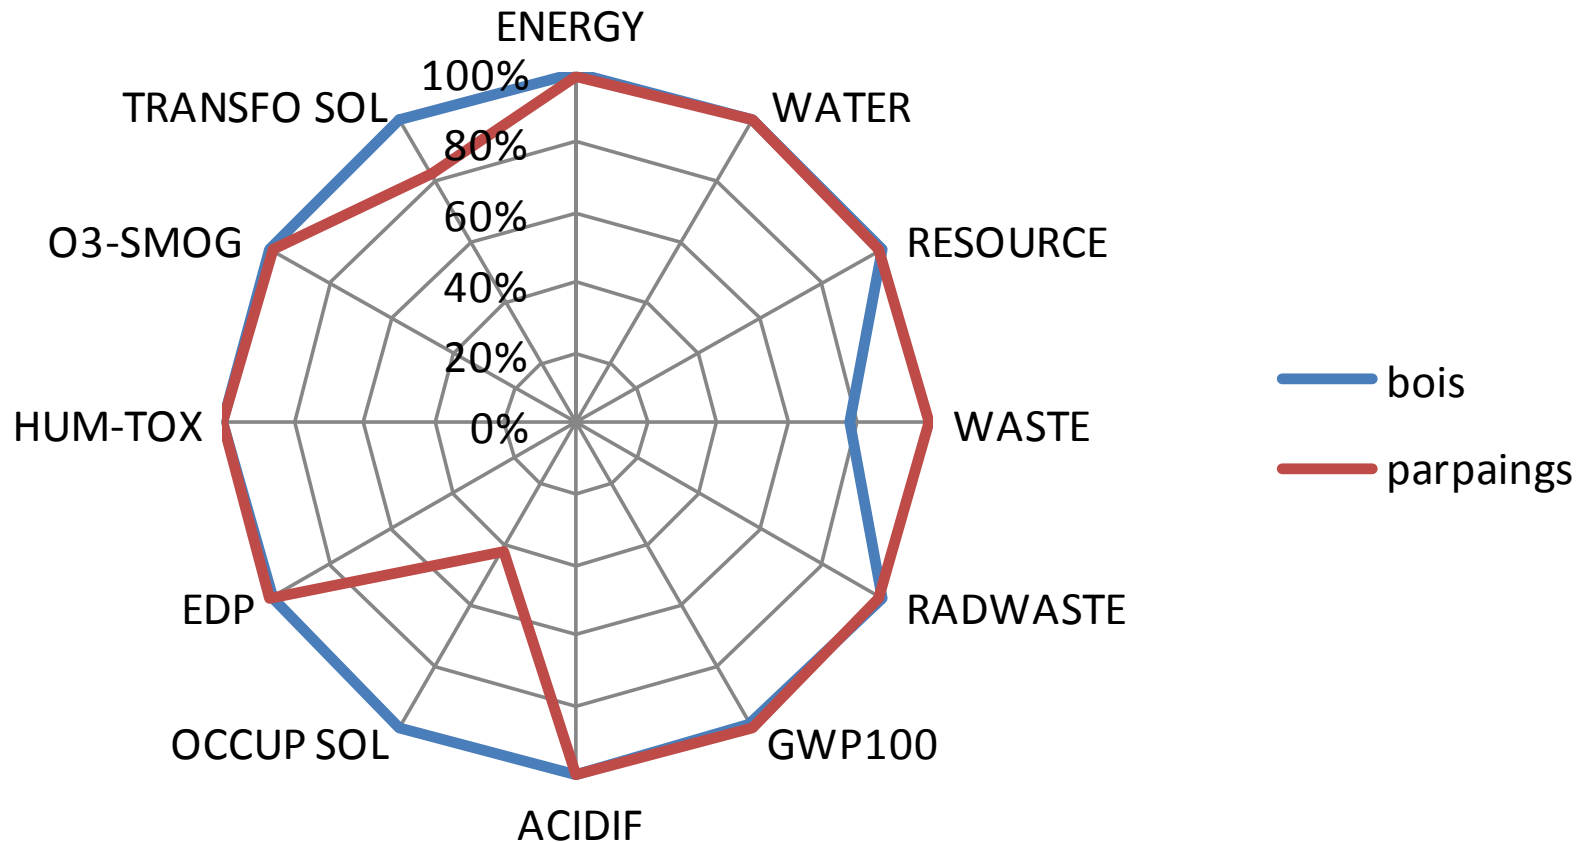 ENERGY
100%
TRANSFO SOL
WATER
80%
60%
O3-SMOG
RESOURCE
40%
20%
bois
0%
HUM-TOX
WASTE
parpaings
EDP
RADWASTE
OCCUP SOL
GWP100
ACIDIF